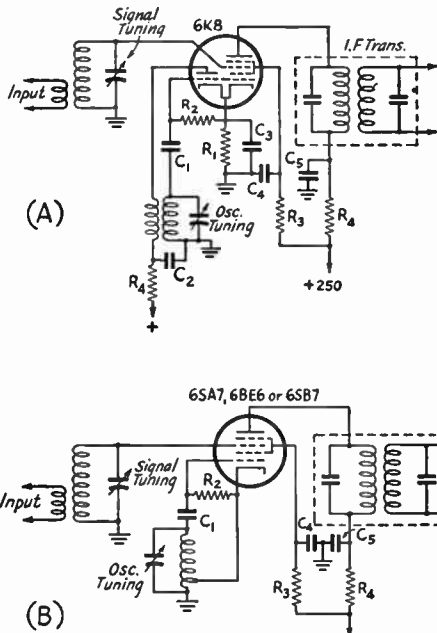 Signal
Tuning
6K8
I.F Trans.
Input
R2
C3
C1
R1
C4
C5
(A)
Osc.
Tuning
R3
R4
C2
R4
+250
+
6SA7, 6BE6 or 6SB7
Signal
Tuning
R2
Input
C1
C4
C5
Osc.
Tuning
R3
R4
(B)